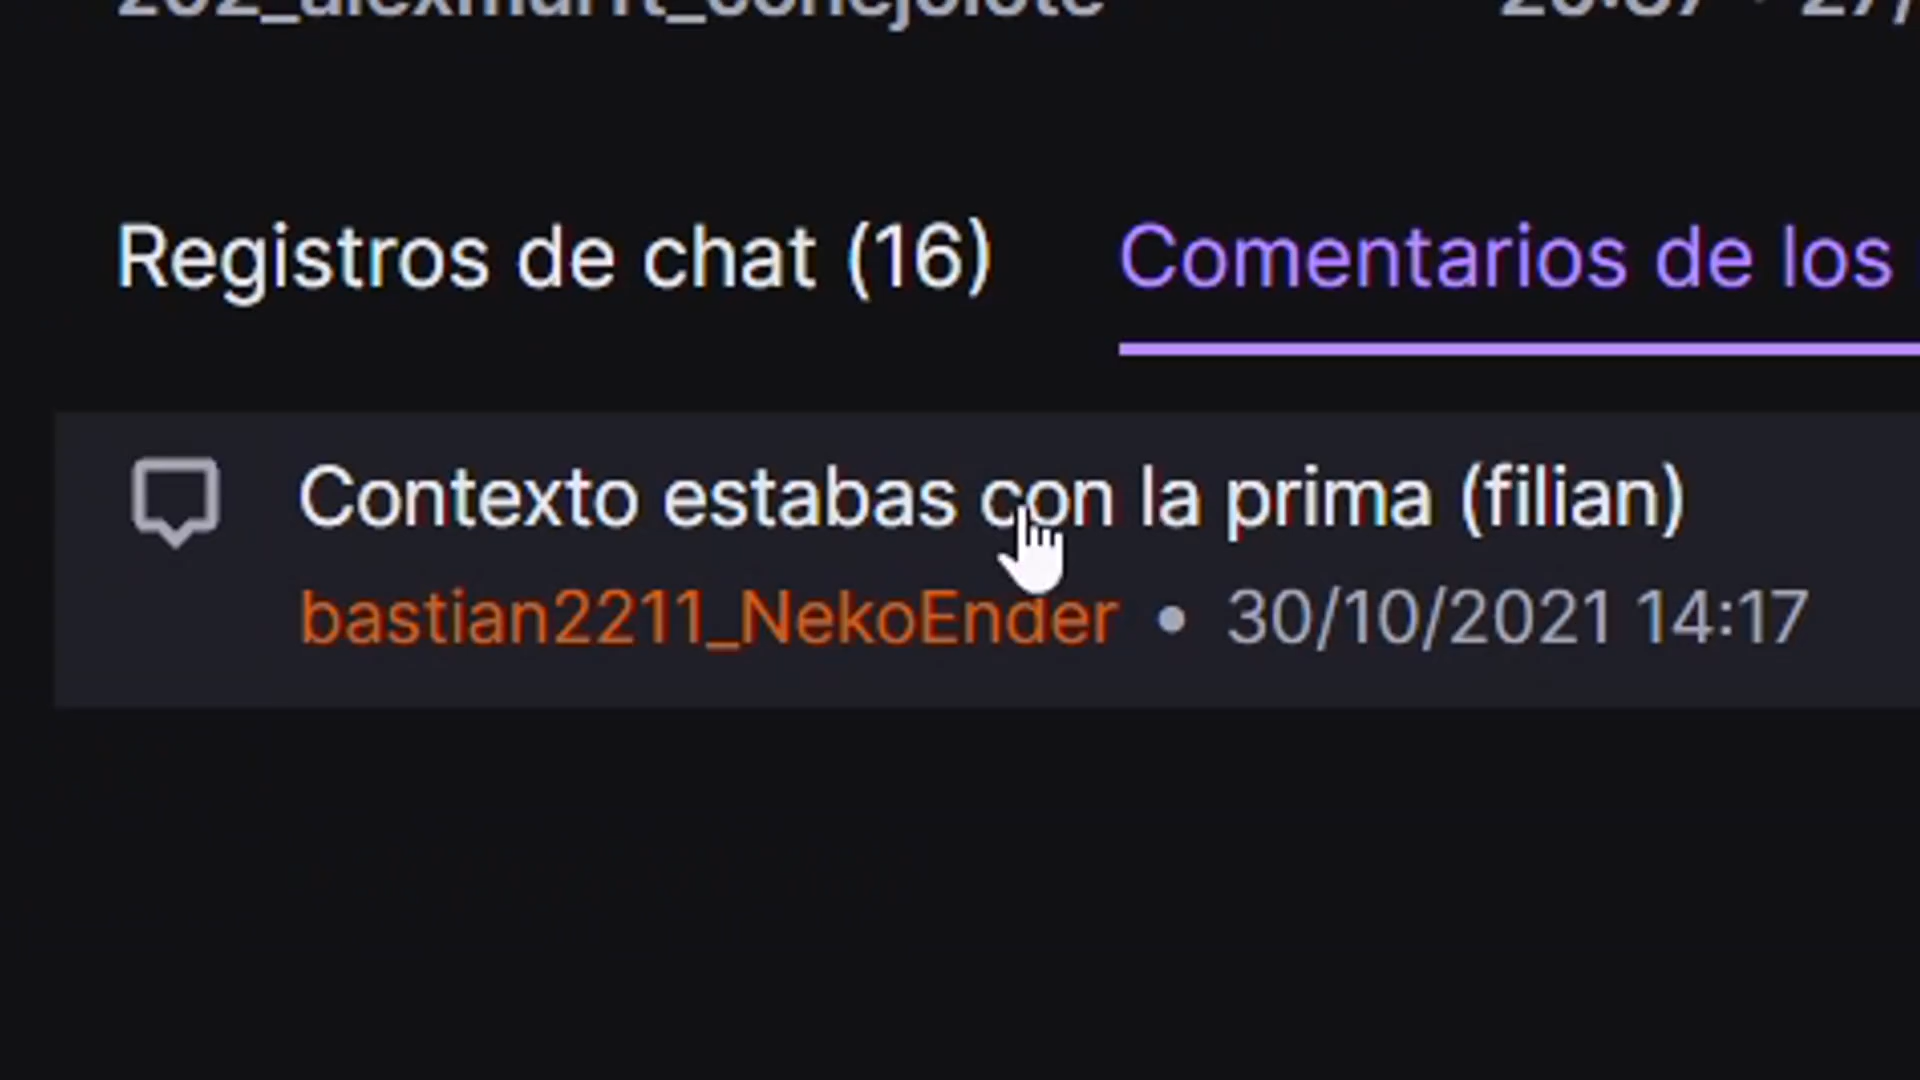 Registros de chat (16) Comentarios de los
Contexto estabas con la prima (filian)
bastian2211_NekoEnder • 30/10/2021 14:17